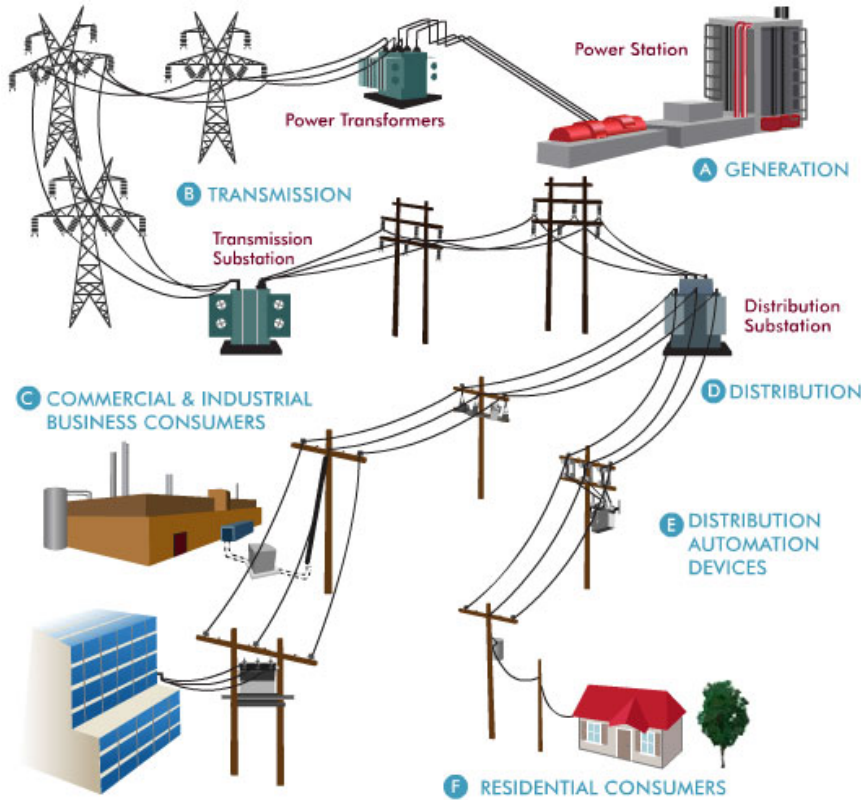 Power Station
Power Transformers
A GENERATION
B TRANSMISSION
Transmission
Substation
Distribution
Substation
C COMMERCIAL & INDUSTRIAL
BUSINESS CONSUMERS
D DISTRIBUTION
E DISTRIBUTION
AUTOMATION
DEVICES
F RESIDENTIAL CONSUMERS